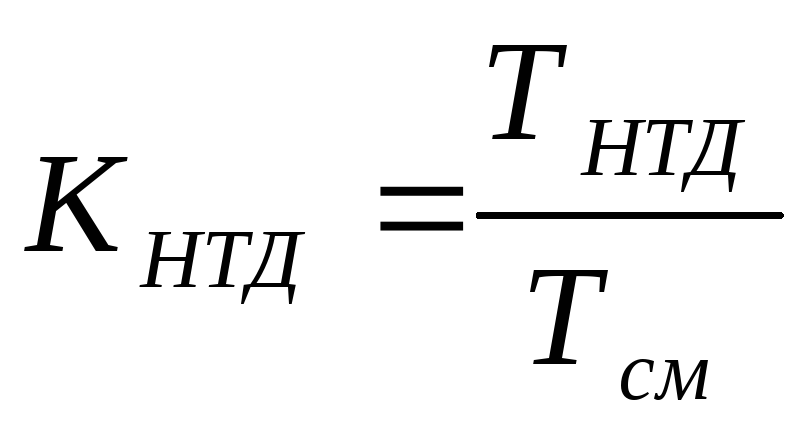 K НТД = T НТД / T см